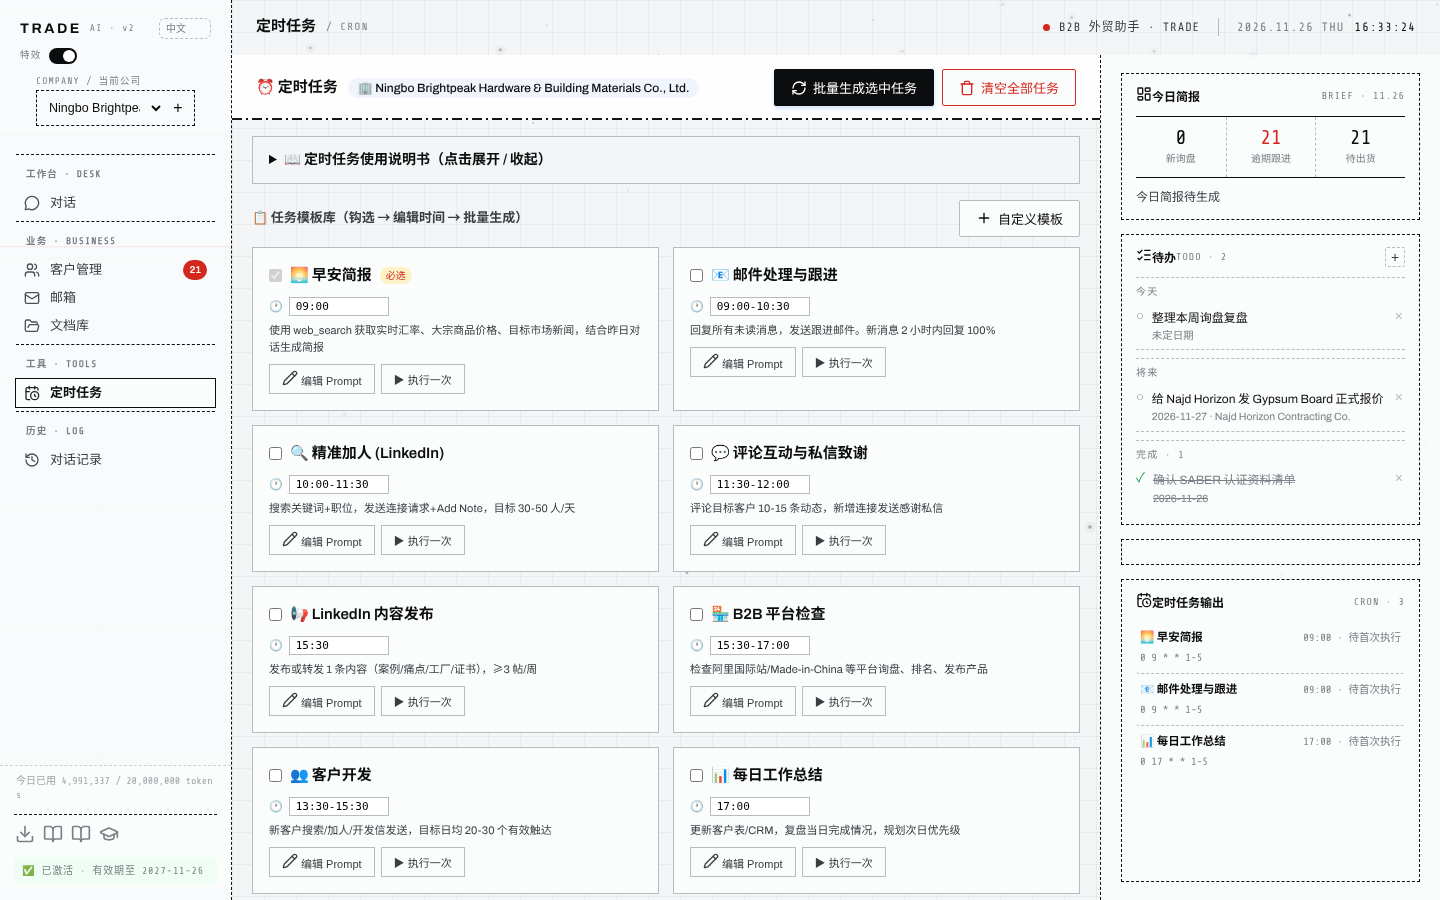 TRADE AI · v2 中文
特效
COMPANY / 当前公司
Ningbo Brightpe +
工作台 · DESK
对话
业务 · BUSINESS
客户管理 21
邮箱
文档库
工具 · TOOLS
定时任务
历史 · LOG
对话记录
今日已用 4,991,337 / 20,000,000 token
s
✅ 已激活 · 有效期至 2027-11-26
定时任务 / CRON
B2B 外贸助手 · TRADE 2026.11.26 THU 16:33:24
⏰ 定时任务 🏢 Ningbo Brightpeak Hardware & Building Materials Co., Ltd. 批量生成选中任务 清空全部任务
▶ 📖 定时任务使用说明书（点击展开 / 收起）
📋 任务模板库（钩选 → 编辑时间 → 批量生成） + 自定义模板
🌅 早安简报 必选
🕐 09:00
使用 web_search 获取实时汇率、大宗商品价格、目标市场新闻，结合昨日对
话生成简报
编辑 Prompt ▶ 执行一次
📧 邮件处理与跟进
🕐 09:00-10:30
回复所有未读消息，发送跟进邮件。新消息 2 小时内回复 100%
编辑 Prompt ▶ 执行一次
🔍 精准加人 (LinkedIn)
🕐 10:00-11:30
搜索关键词+职位，发送连接请求+Add Note，目标 30-50 人/天
编辑 Prompt ▶ 执行一次
💬 评论互动与私信致谢
🕐 11:30-12:00
评论目标客户 10-15 条动态，新增连接发送感谢私信
编辑 Prompt ▶ 执行一次
📢 LinkedIn 内容发布
🕐 15:30
发布或转发 1 条内容（案例/痛点/工厂/证书），≥3 帖/周
编辑 Prompt ▶ 执行一次
🏪 B2B 平台检查
🕐 15:30-17:00
检查阿里国际站/Made-in-China 等平台询盘、排名、发布产品
编辑 Prompt ▶ 执行一次
👥 客户开发
🕐 13:30-15:30
新客户搜索/加人/开发信发送，目标日均 20-30 个有效触达
编辑 Prompt ▶ 执行一次
📊 每日工作总结
🕐 17:00
更新客户表/CRM，复盘当日完成情况，规划次日优先级
编辑 Prompt ▶ 执行一次
今日简报 BRIEF · 11.26
0 21 21
新询盘 逾期跟进 待出货
今日简报待生成
待办 TODO · 2 +
今天
整理本周询盘复盘 ×
未定日期
将来
给 Najd Horizon 发 Gypsum Board 正式报价 ×
2026-11-27 · Najd Horizon Contracting Co.
完成 · 1
✓ 确认 SABER 认证资料清单 ×
2026-11-26
定时任务输出 CRON · 3
🌅 早安简报 09:00 · 待首次执行
0 9 * * 1-5
📧 邮件处理与跟进 09:00 · 待首次执行
0 9 * * 1-5
📊 每日工作总结 17:00 · 待首次执行
0 17 * * 1-5